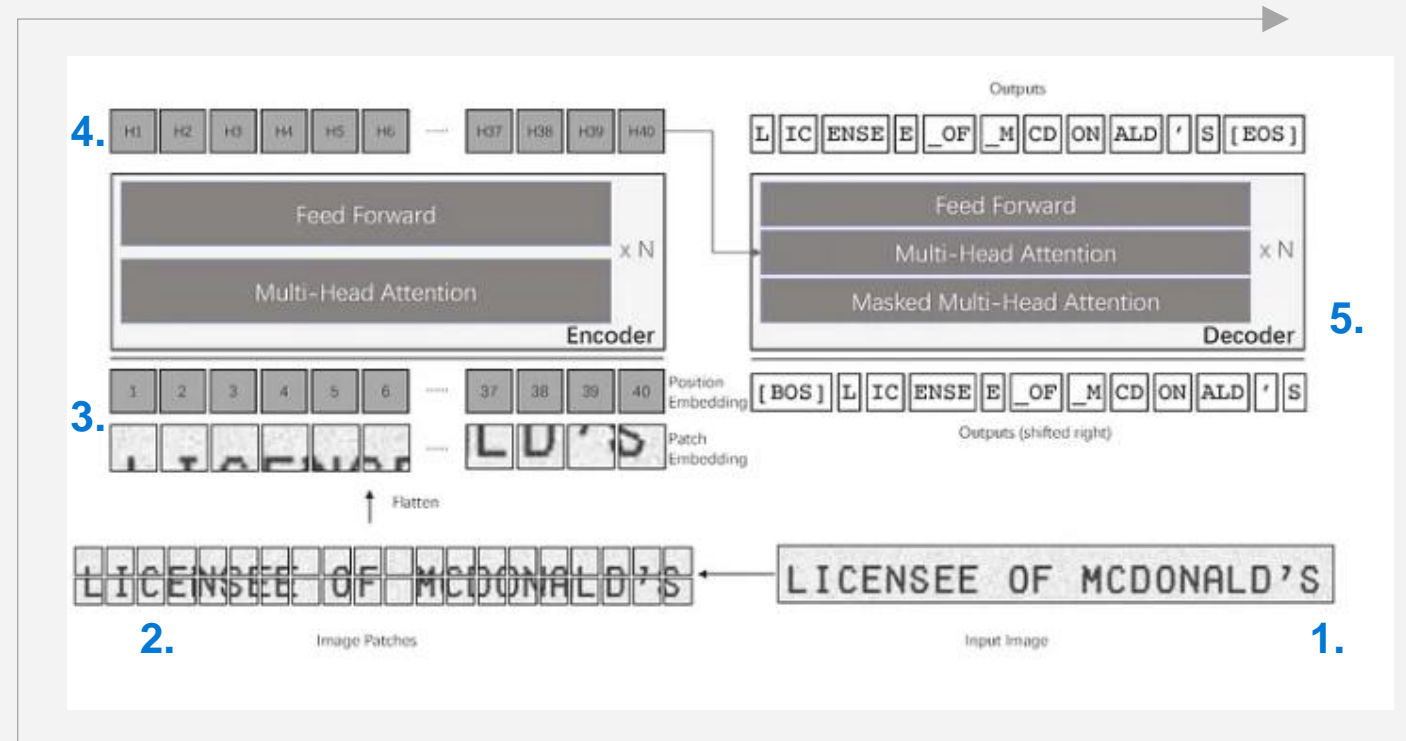 Outputs
4. H1 H2 H3 H4 H5 H6 ...... H37 H38 H39 H40
L IC ENSE E _OF _M CD ON ALD ' S [EOS]
Feed Forward
Multi-Head Attention
x N
Encoder
Feed Forward
Multi-Head Attention
Masked Multi-Head Attention
x N
Decoder
5.
3.
1 2 3 4 5 6 ...... 37 38 39 40
Position
Embedding
[BOS] L IC ENSE E _OF _M CD ON ALD ' S
Outputs (shifted right)
LD'S
Patch
Embedding
Flatten
LICENSEE OF MCDONALD'S
LICENSEE OF MCDONALD'S
2.
Image Patches
Input Image
1.